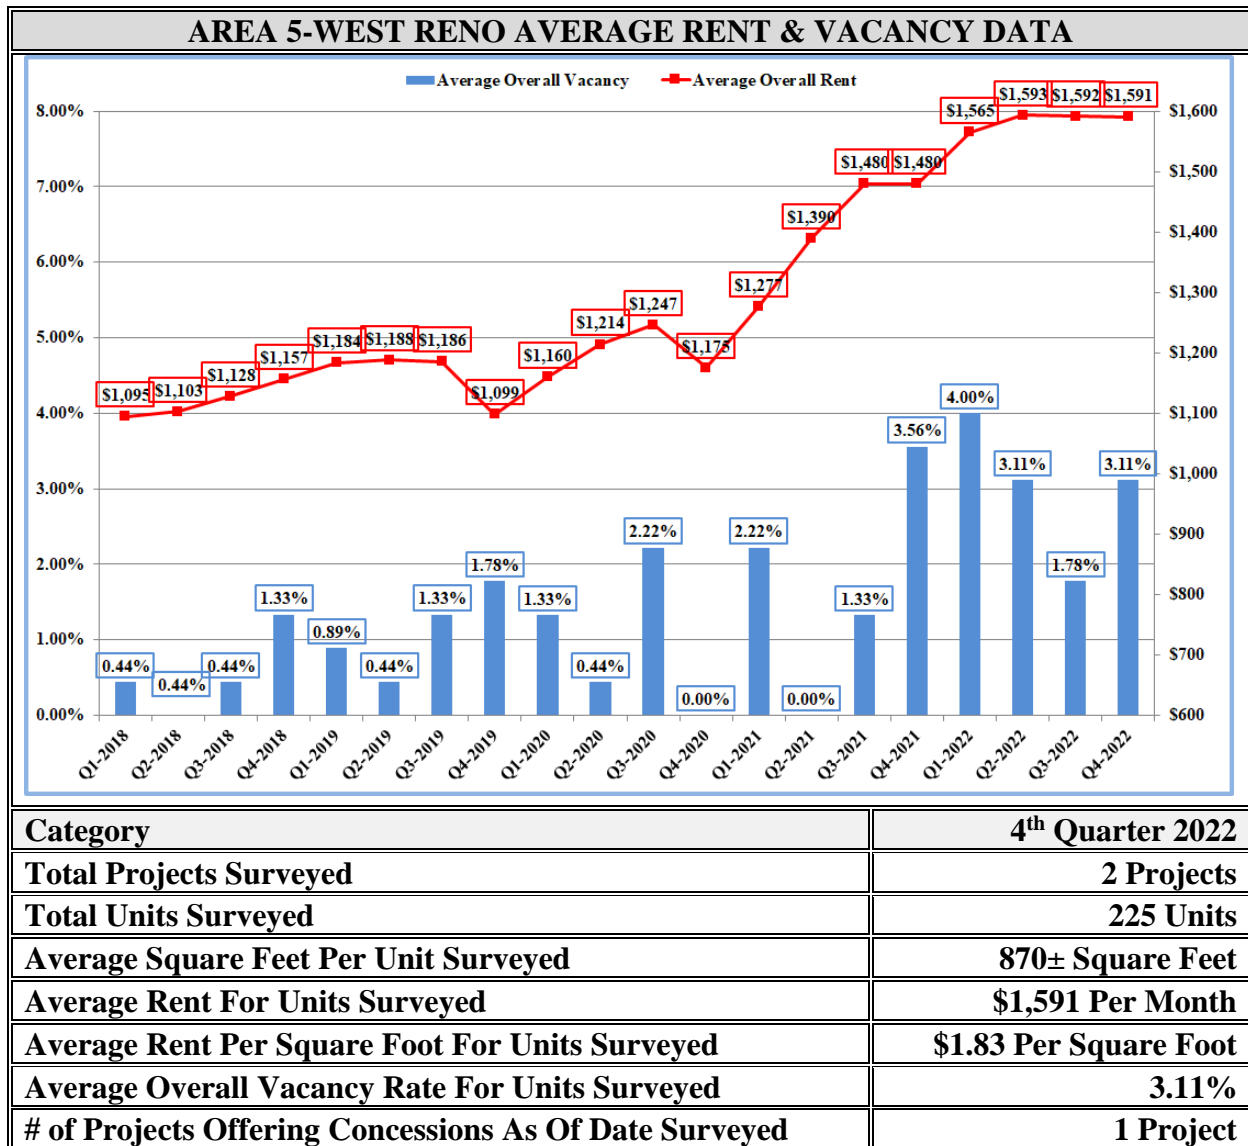 AREA 5-WEST RENO AVERAGE RENT & VACANCY DATA
Average Overall Vacancy Average Overall Rent
8.00%
7.00%
6.00%
5.00%
4.00%
3.00%
2.00%
1.00%
0.00%
$1,600
$1,500
$1,400
$1,300
$1,200
$1,100
$1,000
$900
$800
$700
$600
$1,095
$1,103
$1,128
$1,157
$1,184
$1,188
$1,186
$1,099
$1,160
$1,214
$1,247
$1,175
$1,277
$1,390
$1,480
$1,480
$1,565
$1,593
$1,592
$1,591
0.44%
0.44%
0.44%
1.33%
0.89%
0.44%
1.33%
1.78%
1.33%
0.44%
2.22%
0.00%
2.22%
0.00%
1.33%
3.56%
4.00%
3.11%
1.78%
3.11%
Q1-2018
Q2-2018
Q3-2018
Q4-2018
Q1-2019
Q2-2019
Q3-2019
Q4-2019
Q1-2020
Q2-2020
Q3-2020
Q4-2020
Q1-2021
Q2-2021
Q3-2021
Q4-2021
Q1-2022
Q2-2022
Q3-2022
Q4-2022
Category 4th Quarter 2022
Total Projects Surveyed 2 Projects
Total Units Surveyed 225 Units
Average Square Feet Per Unit Surveyed 870± Square Feet
Average Rent For Units Surveyed $1,591 Per Month
Average Rent Per Square Foot For Units Surveyed $1.83 Per Square Foot
Average Overall Vacancy Rate For Units Surveyed 3.11%
# of Projects Offering Concessions As Of Date Surveyed 1 Project